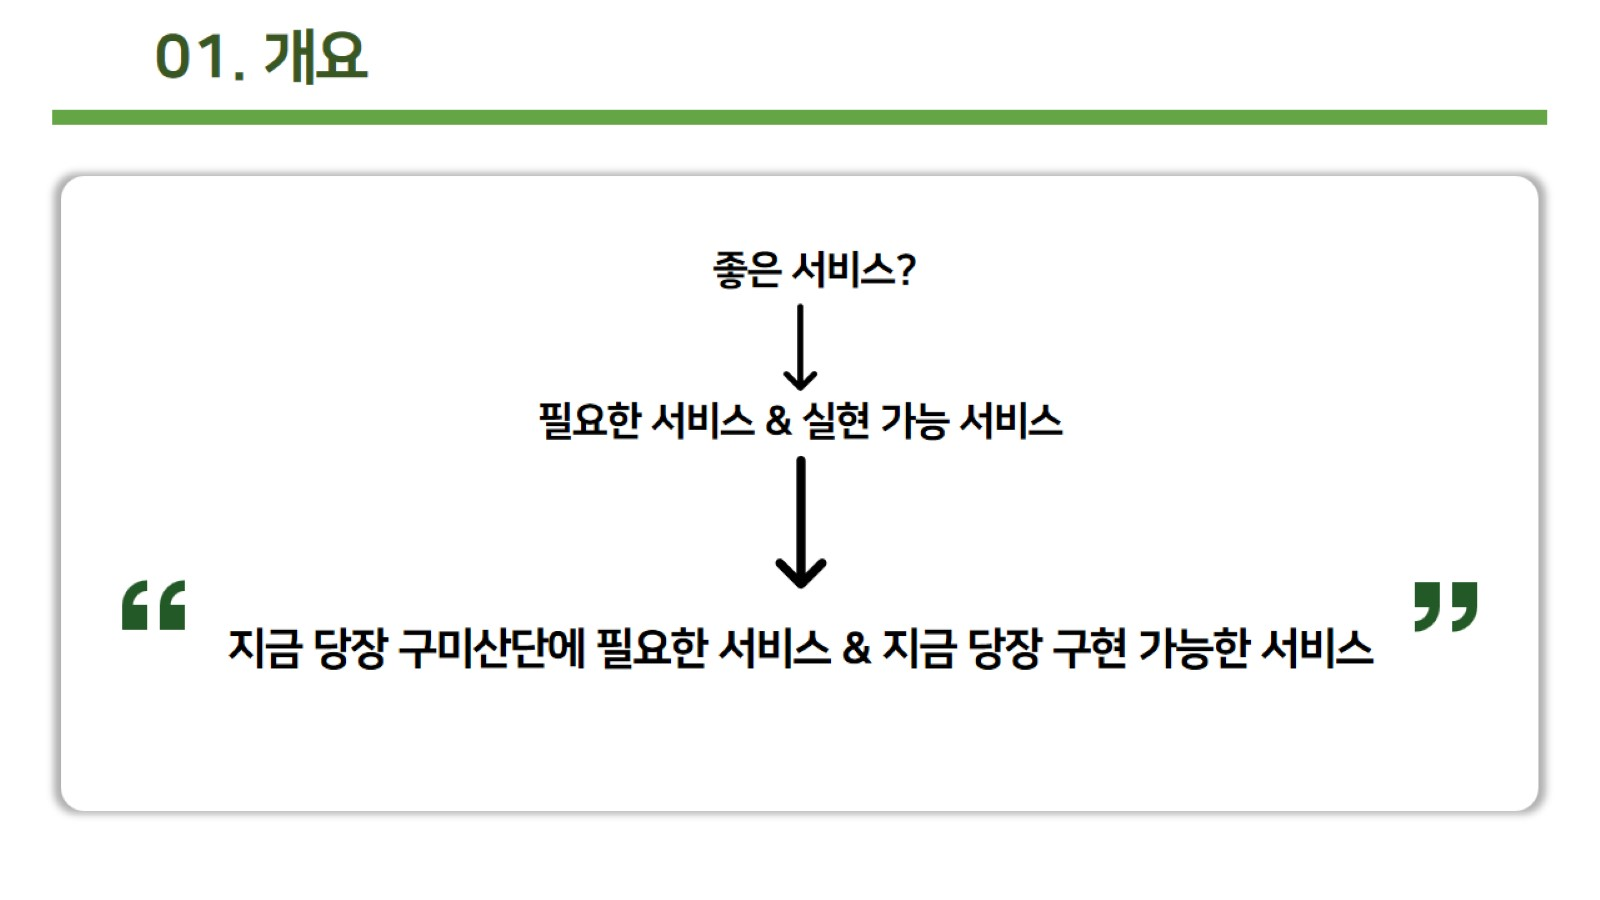 01. 개요
좋은 서비스?
필요한 서비스 & 실현 가능 서비스
“ 지금 당장 구미산단에 필요한 서비스 & 지금 당장 구현 가능한 서비스 ”